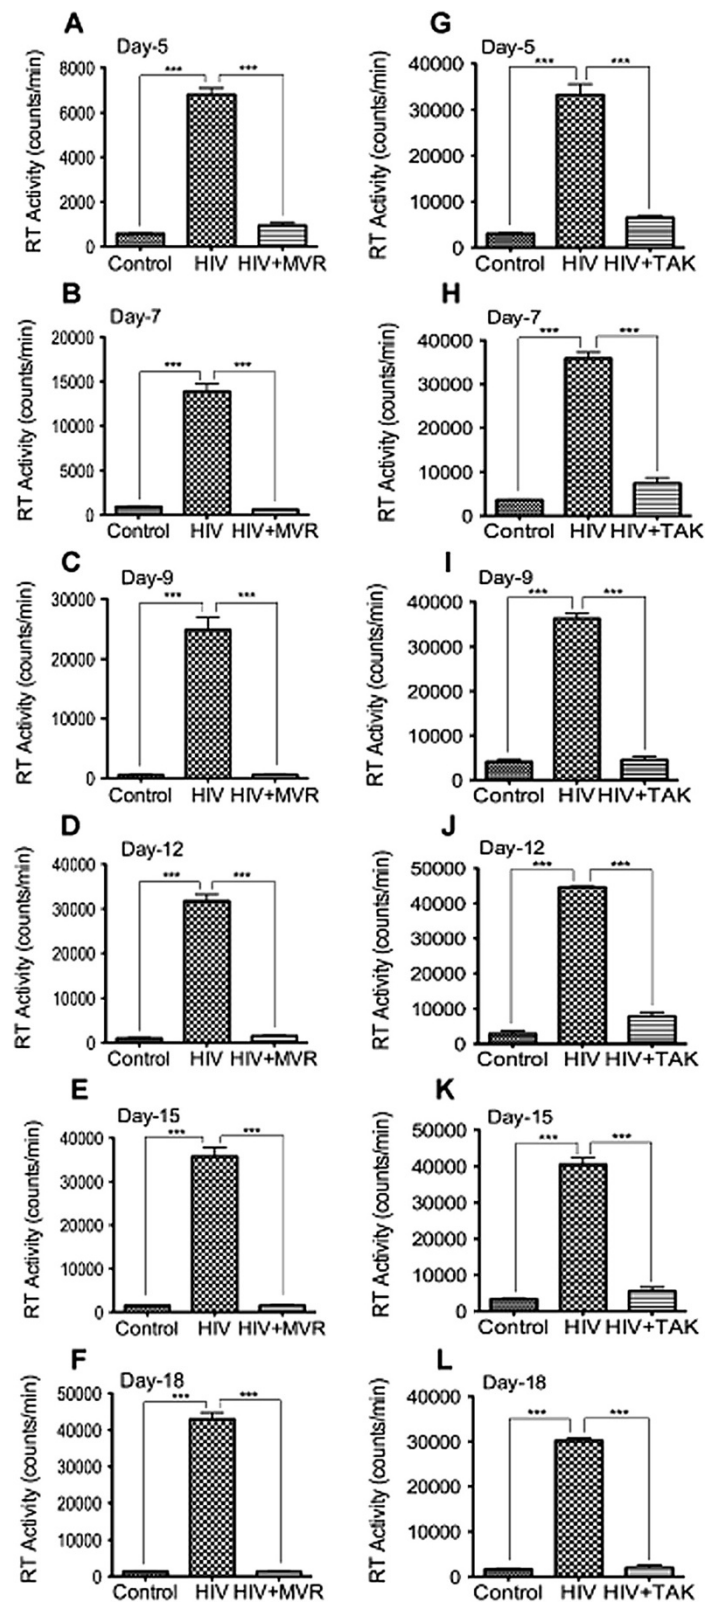 A
Day-5
RT Activity (counts/min)
8000
6000
4000
2000
0
*** ***
Control HIV HIV+MVR
G
Day-5
RT Activity (counts/min)
40000
30000
20000
10000
0
*** ***
Control HIV HIV+TAK
B
Day-7
RT Activity (counts/min)
20000
15000
10000
5000
0
*** ***
Control HIV HIV+MVR
H
Day-7
RT Activity (counts/min)
40000
30000
20000
10000
0
*** ***
Control HIV HIV+TAK
C
Day-9
RT Activity (counts/min)
30000
20000
10000
0
*** ***
Control HIV HIV+MVR
I
Day-9
RT Activity (counts/min)
40000
30000
20000
10000
0
*** ***
Control HIV HIV+TAK
D
Day-12
RT Activity (counts/min)
40000
30000
20000
10000
0
*** ***
Control HIV HIV+MVR
J
Day-12
RT Activity (counts/min)
50000
40000
30000
20000
10000
0
*** ***
Control HIV HIV+TAK
E
Day-15
RT Activity (counts/min)
40000
30000
20000
10000
0
*** ***
Control HIV HIV+MVR
K
Day-15
RT Activity (counts/min)
50000
40000
30000
20000
10000
0
*** ***
Control HIV HIV+TAK
F
Day-18
RT Activity (counts/min)
50000
40000
30000
20000
10000
0
*** ***
Control HIV HIV+MVR
L
Day-18
RT Activity (counts/min)
40000
30000
20000
10000
0
*** ***
Control HIV HIV+TAK